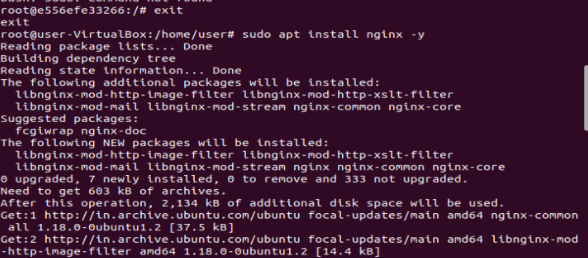 root@e556efe33266:/# exit
exit
root@user-VirtualBox:/home/user# sudo apt install nginx -y
Reading package lists... Done
Building dependency tree
Reading state information... Done
The following additional packages will be installed:
  libnginx-mod-http-image-filter libnginx-mod-http-xslt-filter
  libnginx-mod-mail libnginx-mod-stream nginx-common nginx-core
Suggested packages:
  fcgiwrap nginx-doc
The following NEW packages will be installed:
  libnginx-mod-http-image-filter libnginx-mod-http-xslt-filter
  libnginx-mod-mail libnginx-mod-stream nginx nginx-common nginx-core
0 upgraded, 7 newly installed, 0 to remove and 333 not upgraded.
Need to get 603 kB of archives.
After this operation, 2,134 kB of additional disk space will be used.
Get:1 http://in.archive.ubuntu.com/ubuntu focal-updates/main amd64 nginx-common
 all 1.18.0-0ubuntu1.2 [37.5 kB]
Get:2 http://in.archive.ubuntu.com/ubuntu focal-updates/main amd64 libnginx-mod
-http-image-filter amd64 1.18.0-0ubuntu1.2 [14.4 kB]